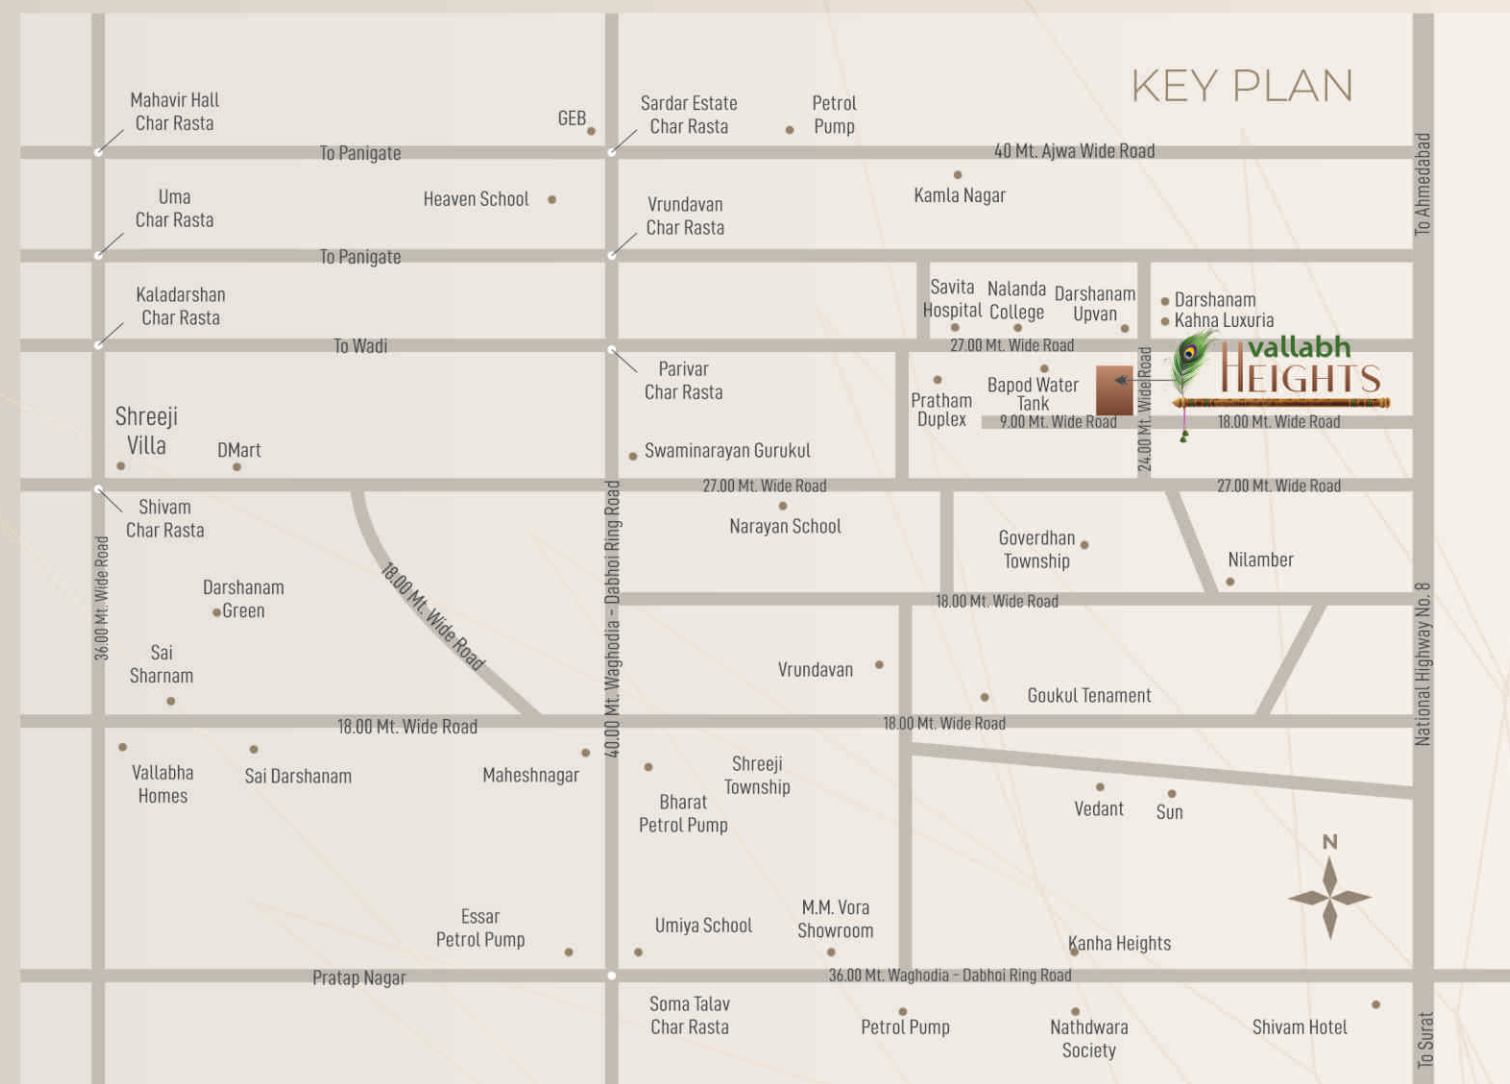 KEY PLAN
Mahavir Hall
Char Rasta
GEB
Sardar Estate
Char Rasta
Petrol
Pump
To Panigate
40 Mt. Ajwa Wide Road
To Ahmedabad
Uma
Char Rasta
Heaven School
Vrundavan
Char Rasta
Kamla Nagar
To Panigate
Kaladarshan
Char Rasta
Savita
Hospital
Nalanda
College
Darshanam
Upvan
Darshanam
Kahna Luxuria
To Wadi
27.00 Mt. Wide Road
vallabh
HEIGHTS
Parivar
Char Rasta
Pratham
Duplex
Bapod Water
Tank
24.00 Mt. Wide Road
9.00 Mt. Wide Road
18.00 Mt. Wide Road
Shreeji
Villa
DMart
Swaminarayan Gurukul
27.00 Mt. Wide Road
27.00 Mt. Wide Road
Shivam
Char Rasta
Narayan School
Goverdhan
Township
Nilamber
36.00 Mt. Wide Road
18.00 Mt. Wide Road
40.00 Mt. Waghodia - Dabhoi Ring Road
National Highway No. 8
Darshanam
Green
18.00 Mt. Wide Road
Sai
Sharnam
Vrundavan
Goukul Tenament
18.00 Mt. Wide Road
18.00 Mt. Wide Road
Vallabha
Homes
Sai Darshanam
Maheshnagar
Shreeji
Township
Bharat
Petrol Pump
Vedant
Sun
N
Essar
Petrol Pump
Umiya School
M.M. Vora
Showroom
Kanha Heights
Pratap Nagar
36.00 Mt. Waghodia - Dabhoi Ring Road
Soma Talav
Char Rasta
Petrol Pump
Nathdwara
Society
Shivam Hotel
To Surat